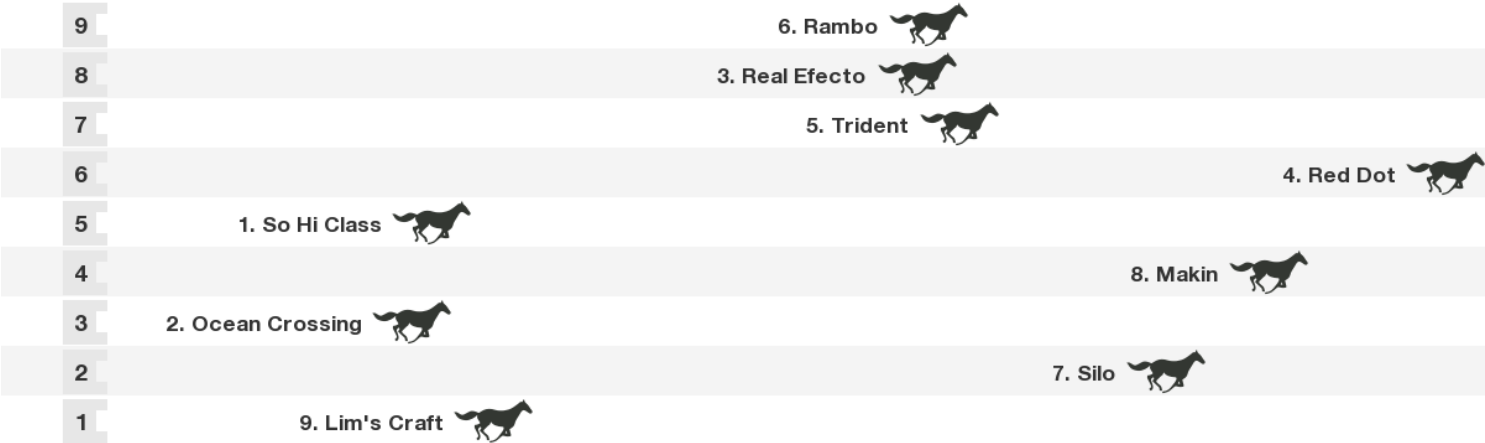 9 6. Rambo
8 3. Real Efecto
7 5. Trident
6 4. Red Dot
5 1. So Hi Class
4 8. Makin
3 2. Ocean Crossing
2 7. Silo
1 9. Lim's Craft